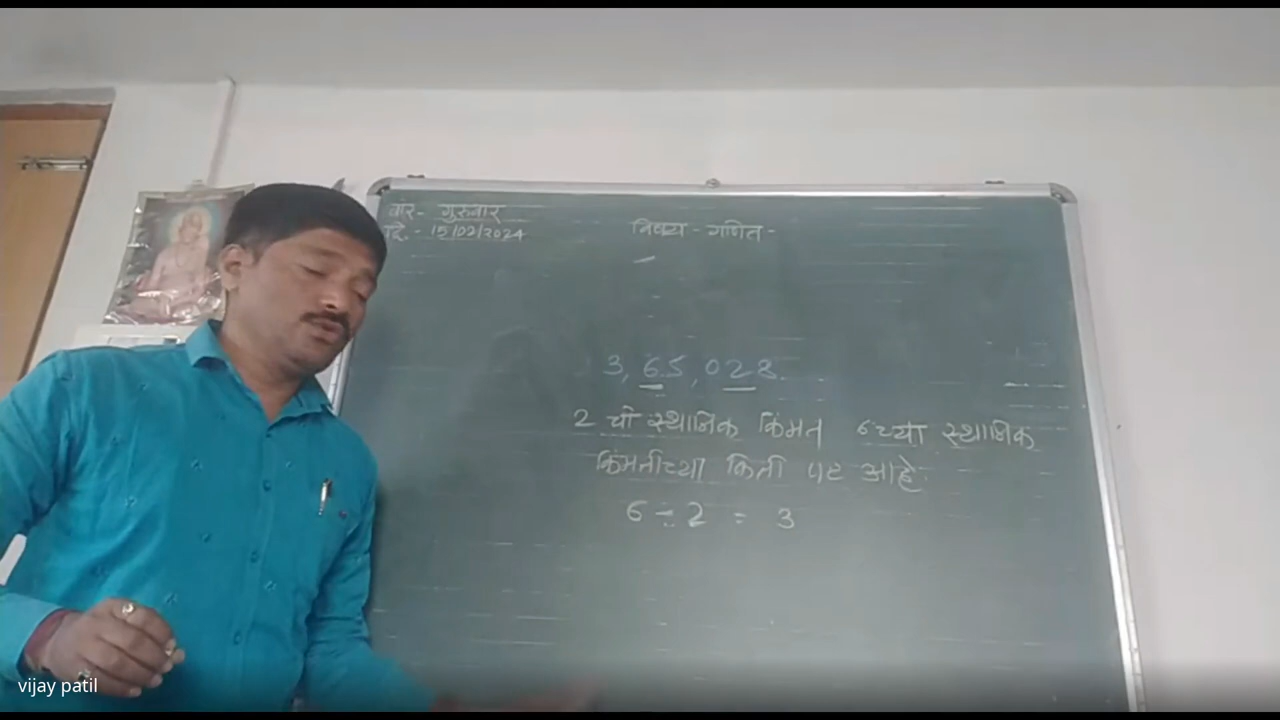 वार- गुरुवार
दि.- 15/02/2024
विषय - गणित -
3, 65, 028
2 ची स्थानिक किंमत 6च्या स्थानिक
किंमतीच्या किती पट आहे.
6 ÷ 2 = 3
vijay patil